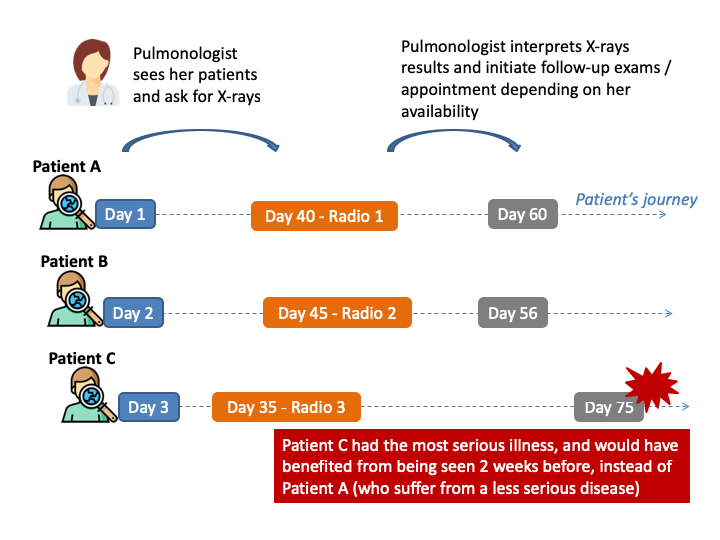 Pulmonologist
sees her patients
and ask for X-rays
Pulmonologist interprets X-rays
results and initiate follow-up exams /
appointment depending on her
availability
Patient A
Day 1
Day 40 - Radio 1
Day 60
Patient's journey
Patient B
Day 2
Day 45 - Radio 2
Day 56
Patient C
Day 3
Day 35 - Radio 3
Day 75
Patient C had the most serious illness, and would have
benefited from being seen 2 weeks before, instead of
Patient A (who suffer from a less serious disease)